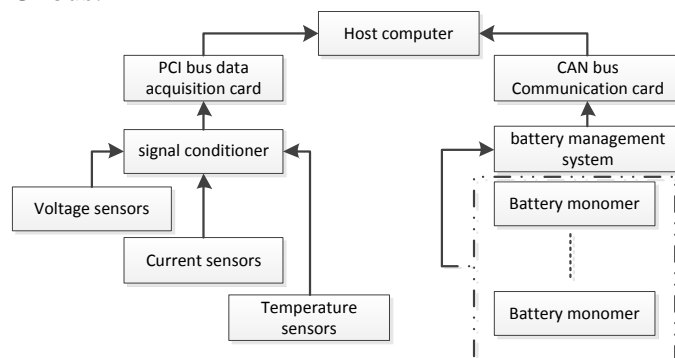 Host computer
PCI bus data
acquisition card
CAN bus
Communication card
signal conditioner
battery management
system
Voltage sensors
Battery monomer
Current sensors
Temperature
sensors
Battery monomer